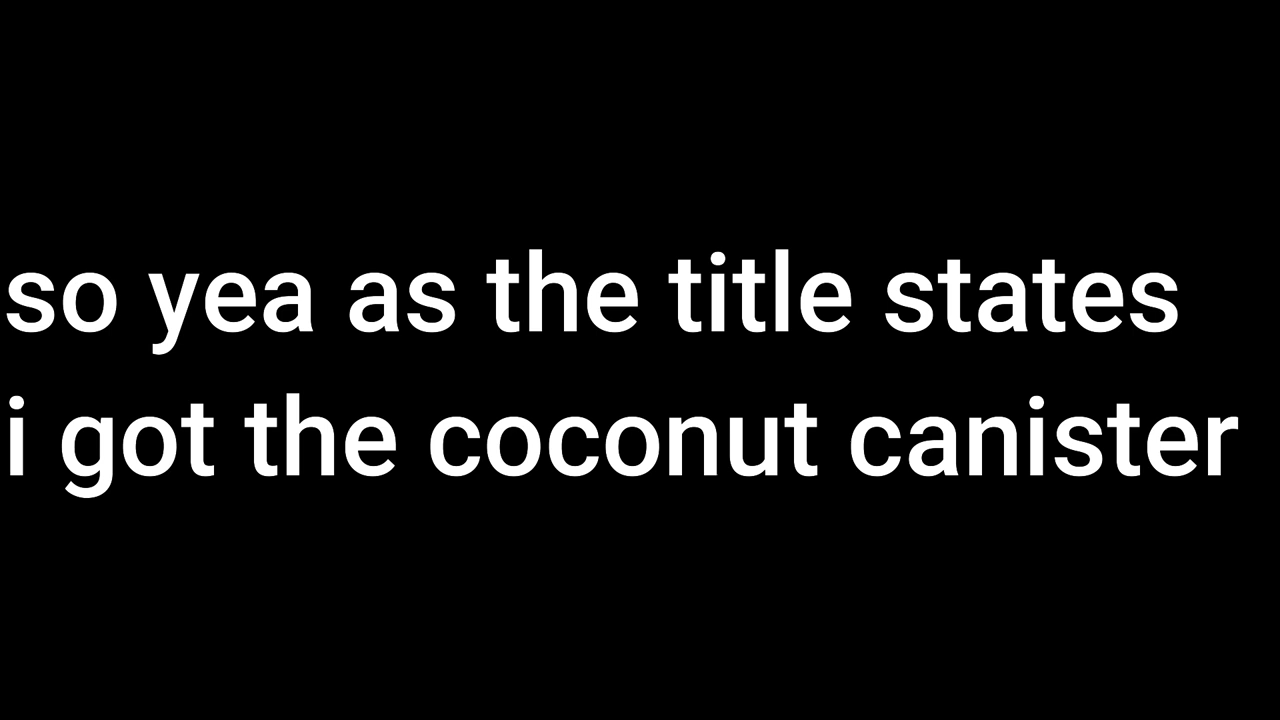 so yea as the title states
i got the coconut canister